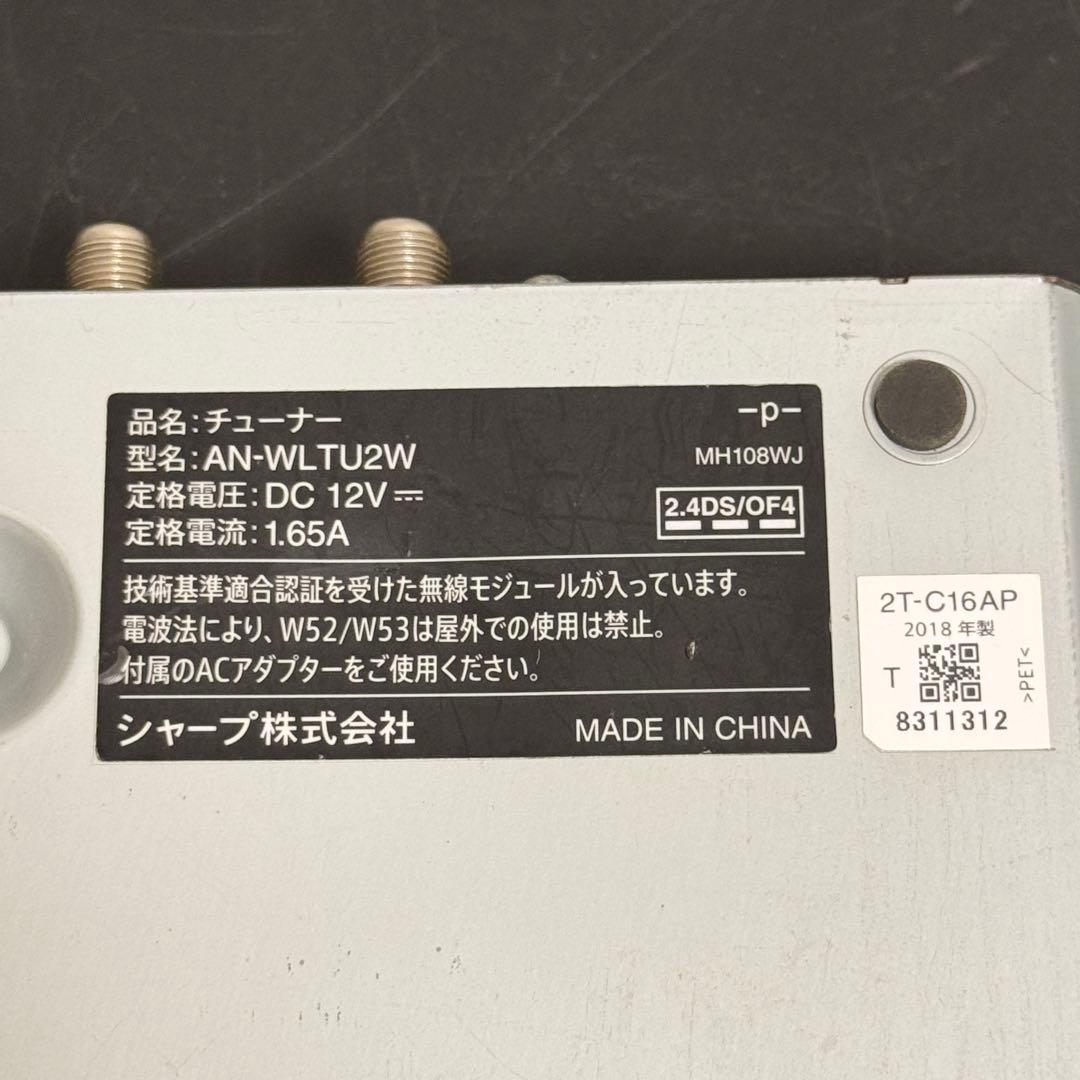 品名:チューナー
型名:AN-WLTU2W
定格電圧:DC 12V⎓
定格電流:1.65A
-p-
MH108WJ
2.4DS/OF4
技術基準適合認証を受けた無線モジュールが入っています。
電波法により、W52/W53は屋外での使用は禁止。
付属のACアダプターをご使用ください。
シャープ株式会社
MADE IN CHINA
2T-C16AP
2018 年製
T
>PET<
8311312